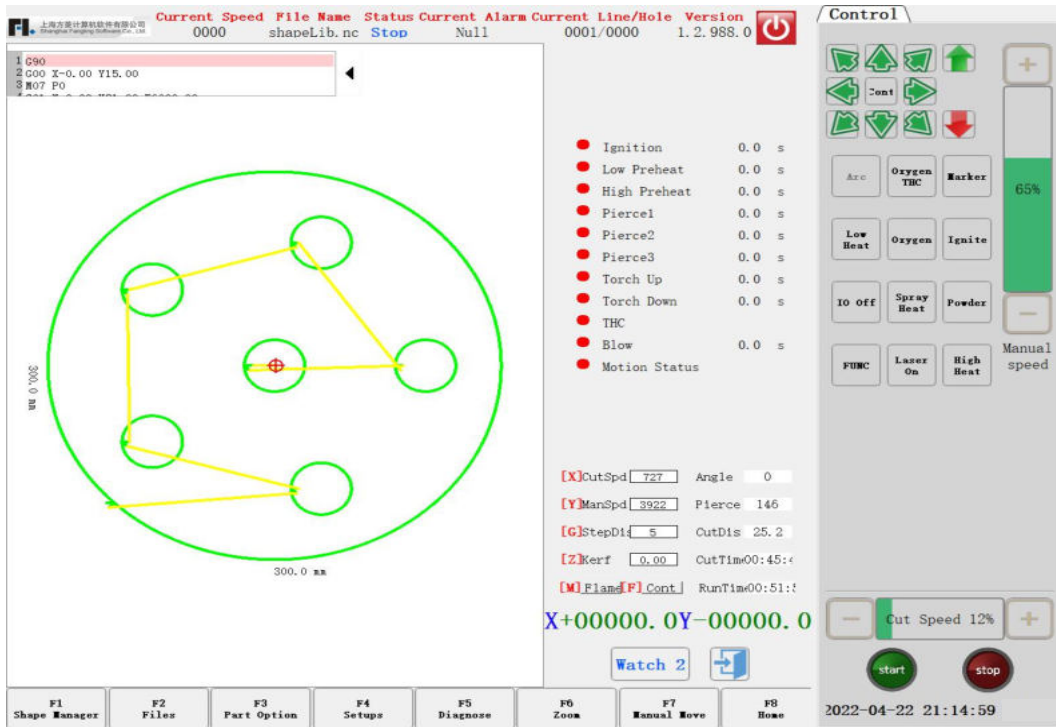 Current Speed File Name Status Current Alarm Current Line/Hole Version
上海方菱计算机软件有限公司
Shanghai Fangling Software Co., Ltd.
0000 shapeLib.nc Stop Null 0001/0000 1.2.988.0
Control
1 G90
2 G00 X-0.00 Y15.00
3 M07 P0
Cont
Ignition 0.0 s
Low Preheat 0.0 s
High Preheat 0.0 s
Pierce1 0.0 s
Pierce2 0.0 s
Pierce3 0.0 s
Torch Up 0.0 s
Torch Down 0.0 s
THC
Blow 0.0 s
Motion Status
300.0 mm
300.0 mm
Arc
Oxygen THC
Marker
65%
Low Heat
Oxygen
Ignite
IO Off
Spray Heat
Powder
FUNC
Laser On
High Heat
Manual speed
[X]CutSpd 727 Angle 0
[Y]ManSpd 3922 Pierce 146
[G]StepDis 5 CutDis 25.2
[Z]Kerf 0.00 CutTim 00:45:4
[M] Flame [F] Cont RunTim 00:51:5
X+00000.0Y-00000.0
Watch 2
Cut Speed 12%
start
stop
F1 Shape Manager
F2 Files
F3 Part Option
F4 Setups
F5 Diagnose
F6 Zoom
F7 Manual Move
F8 Home
2022-04-22 21:14:59